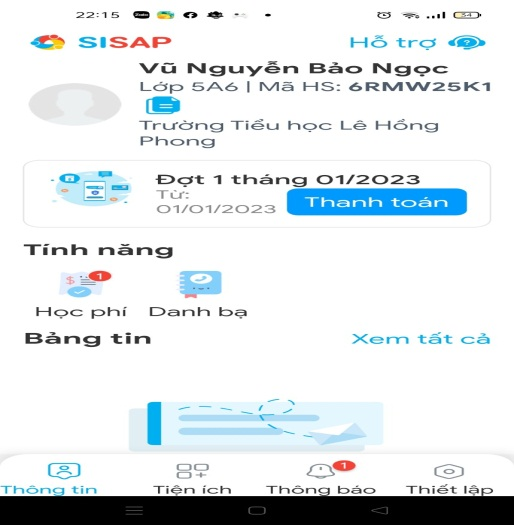 22:15
34
SISAP
Hỗ trợ
Vũ Nguyễn Bảo Ngọc
Lớp 5A6 | Mã HS: 6RMW25K1
Trường Tiểu học Lê Hồng
Phong
Đợt 1 tháng 01/2023
Từ:
01/01/2023
Thanh toán
Tính năng
1
Học phí
Danh bạ
Bảng tin
Xem tất cả
1
Thông tin
Tiện ích
Thông báo
Thiết lập